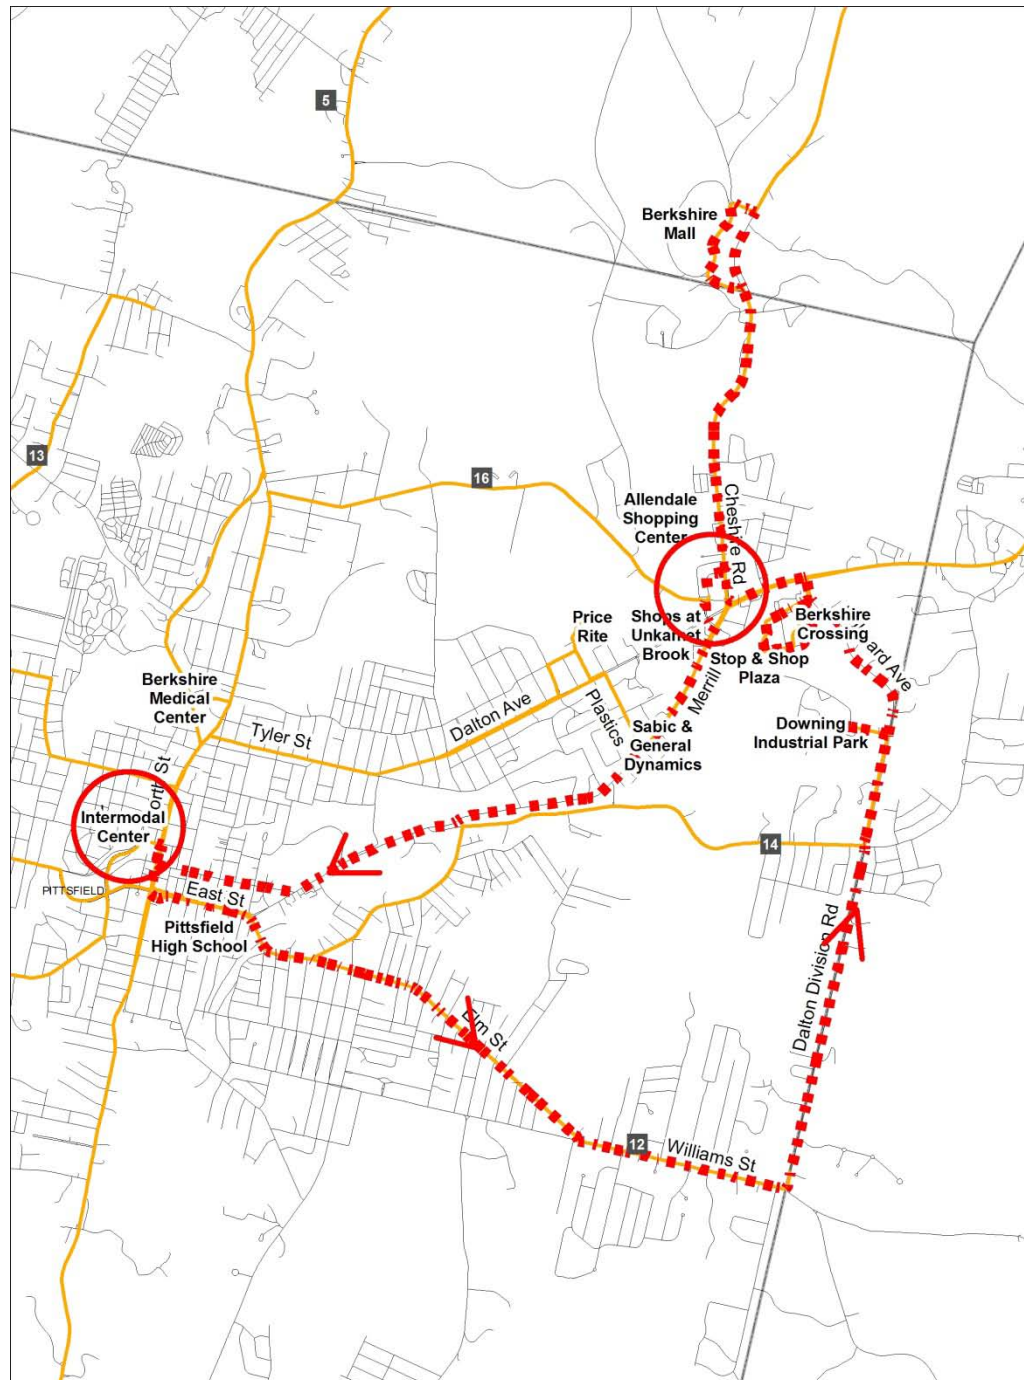 5
Berkshire
Mall
13
16
Allendale
Shopping
Center
Cheshire Rd
Price
Rite
Shops at
Unkamet
Brook
Berkshire
Crossing
Stop & Shop
Plaza
Berkshire
Medical
Center
Dalton Ave
Plastics
Merrill
Sabic &
General
Dynamics
Downing
Industrial Park
Tyler St
Intermodal
Center
14
PITTSFIELD
East St
Pittsfield
High School
Elm St
Dalton Division Rd
12
Williams St